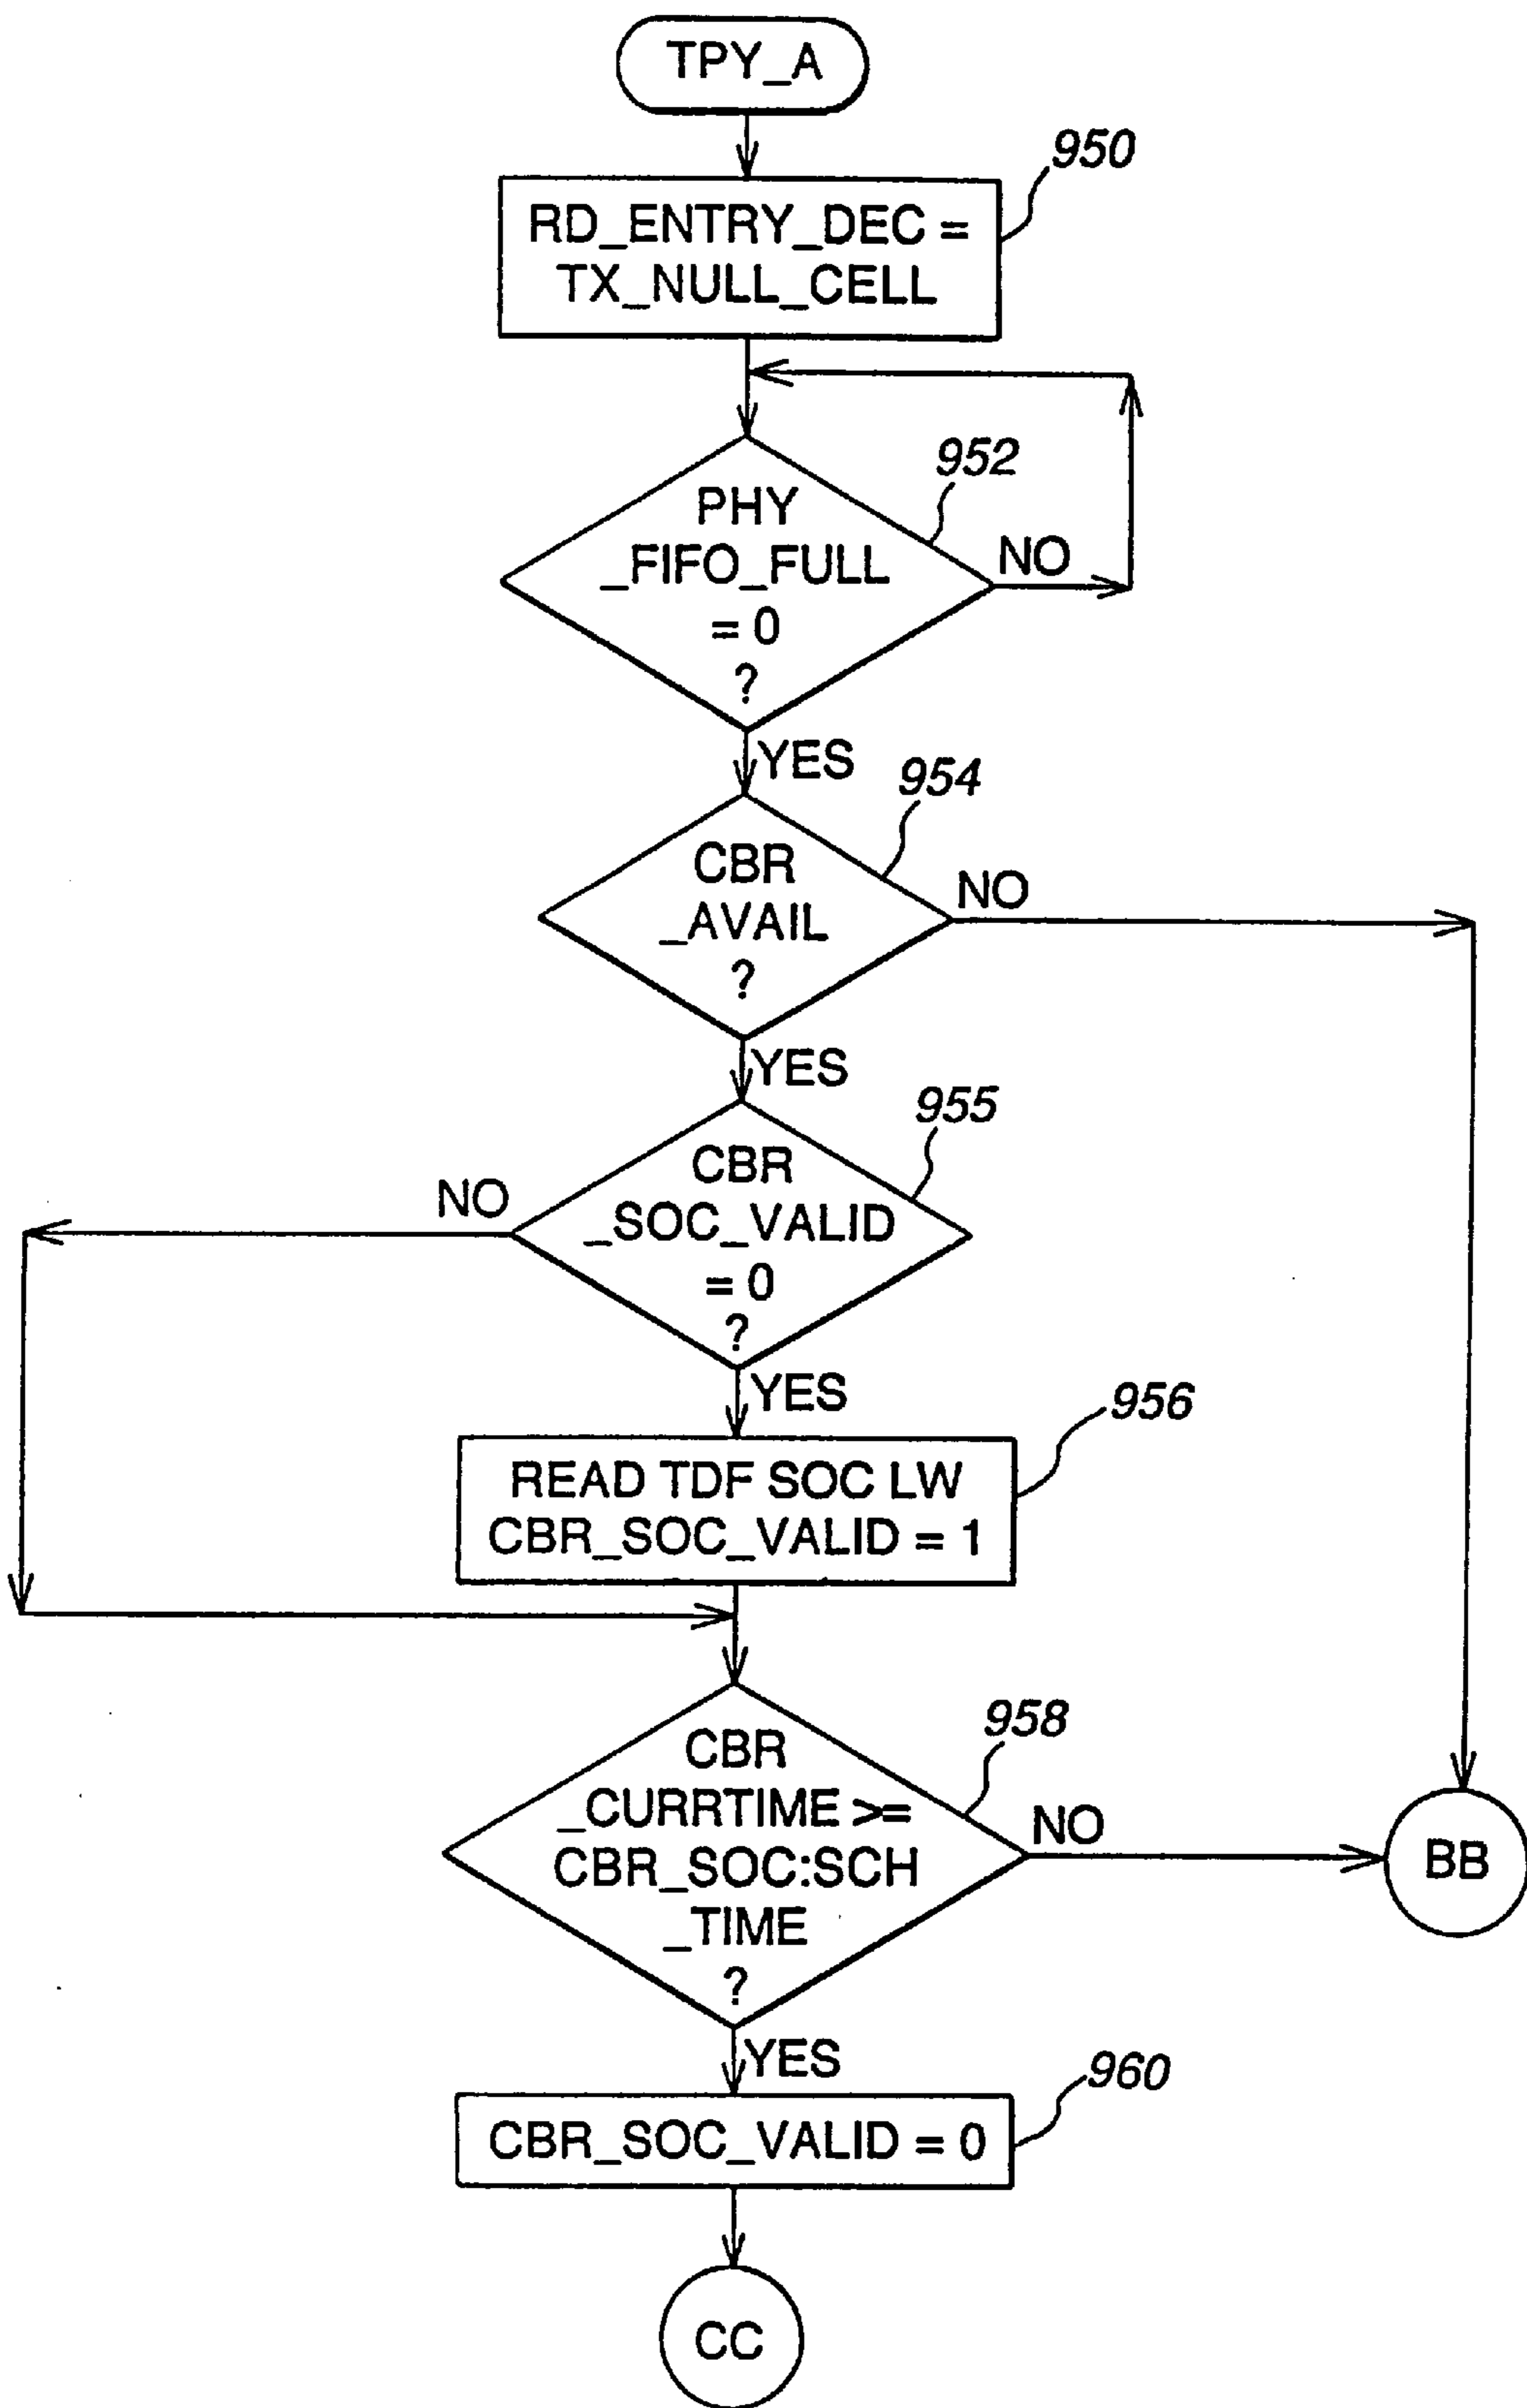 TPY_A
950
RD_ENTRY_DEC =
TX_NULL_CELL
952
PHY
_FIFO_FULL
= 0
?
NO
YES
954
CBR
_AVAIL
?
NO
YES
955
CBR
_SOC_VALID
= 0
?
NO
YES
956
READ TDF SOC LW
CBR_SOC_VALID = 1
958
CBR
_CURRTIME >=
CBR_SOC:SCH
_TIME
?
NO
BB
YES
960
CBR_SOC_VALID = 0
CC